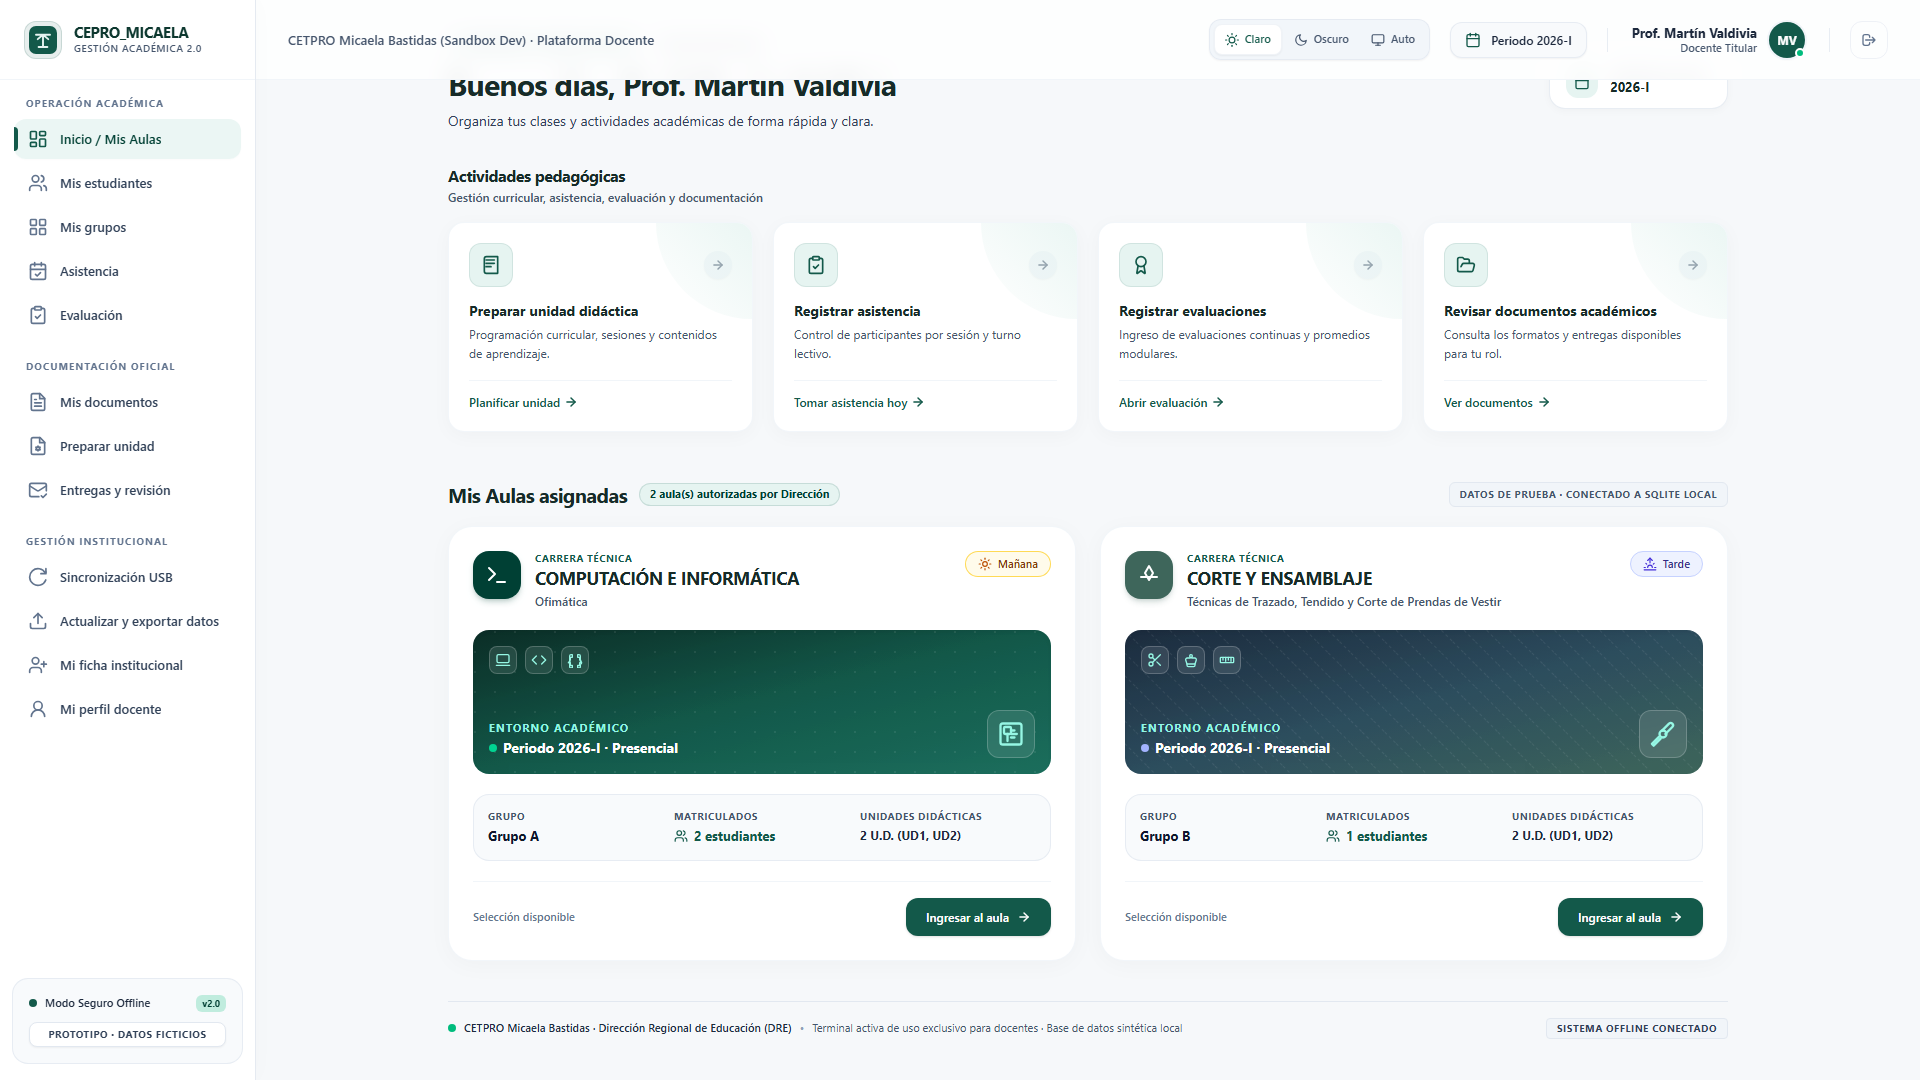 CEPRO_MICAELA
GESTIÓN ACADÉMICA 2.0
CETPRO Micaela Bastidas (Sandbox Dev) · Plataforma Docente
Claro
Oscuro
Auto
Periodo 2026-I
Prof. Martín Valdivia
Docente Titular
MV
OPERACIÓN ACADÉMICA
Inicio / Mis Aulas
Mis estudiantes
Mis grupos
Asistencia
Evaluación
DOCUMENTACIÓN OFICIAL
Mis documentos
Preparar unidad
Entregas y revisión
GESTIÓN INSTITUCIONAL
Sincronización USB
Actualizar y exportar datos
Mi ficha institucional
Mi perfil docente
Modo Seguro Offline
v2.0
PROTOTIPO · DATOS FICTICIOS
Buenos días, Prof. Martín Valdivia
2026-I
Organiza tus clases y actividades académicas de forma rápida y clara.
Actividades pedagógicas
Gestión curricular, asistencia, evaluación y documentación
Preparar unidad didáctica
Programación curricular, sesiones y contenidos
de aprendizaje.
Planificar unidad
Registrar asistencia
Control de participantes por sesión y turno
lectivo.
Tomar asistencia hoy
Registrar evaluaciones
Ingreso de evaluaciones continuas y promedios
modulares.
Abrir evaluación
Revisar documentos académicos
Consulta los formatos y entregas disponibles
para tu rol.
Ver documentos
Mis Aulas asignadas
2 aula(s) autorizadas por Dirección
DATOS DE PRUEBA · CONECTADO A SQLITE LOCAL
CARRERA TÉCNICA
COMPUTACIÓN E INFORMÁTICA
Ofimática
Mañana
ENTORNO ACADÉMICO
Periodo 2026-I · Presencial
GRUPO
Grupo A
MATRICULADOS
2 estudiantes
UNIDADES DIDÁCTICAS
2 U.D. (UD1, UD2)
Selección disponible
Ingresar al aula
CARRERA TÉCNICA
CORTE Y ENSAMBLAJE
Técnicas de Trazado, Tendido y Corte de Prendas de Vestir
Tarde
ENTORNO ACADÉMICO
Periodo 2026-I · Presencial
GRUPO
Grupo B
MATRICULADOS
1 estudiantes
UNIDADES DIDÁCTICAS
2 U.D. (UD1, UD2)
Selección disponible
Ingresar al aula
CETPRO Micaela Bastidas · Dirección Regional de Educación (DRE) • Terminal activa de uso exclusivo para docentes · Base de datos sintética local
SISTEMA OFFLINE CONECTADO